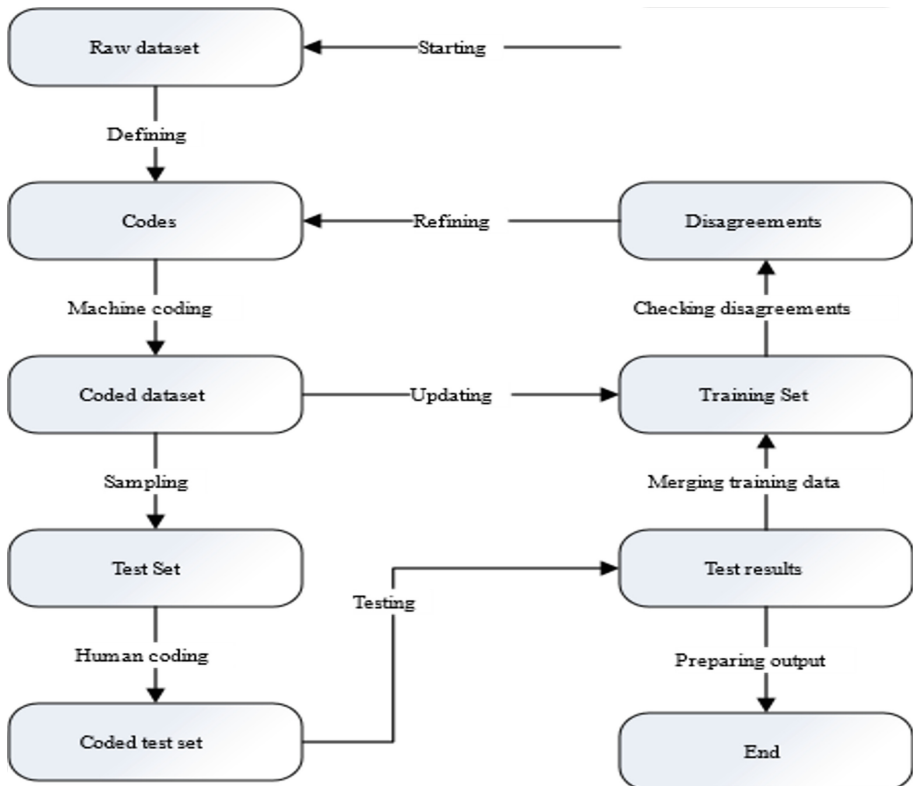 Raw dataset
Starting
Defining
Codes
Refining
Disagreements
Machine coding
Checking disagreements
Coded dataset
Updating
Training Set
Sampling
Merging training data
Test Set
Test results
Testing
Human coding
Preparing output
Coded test set
End